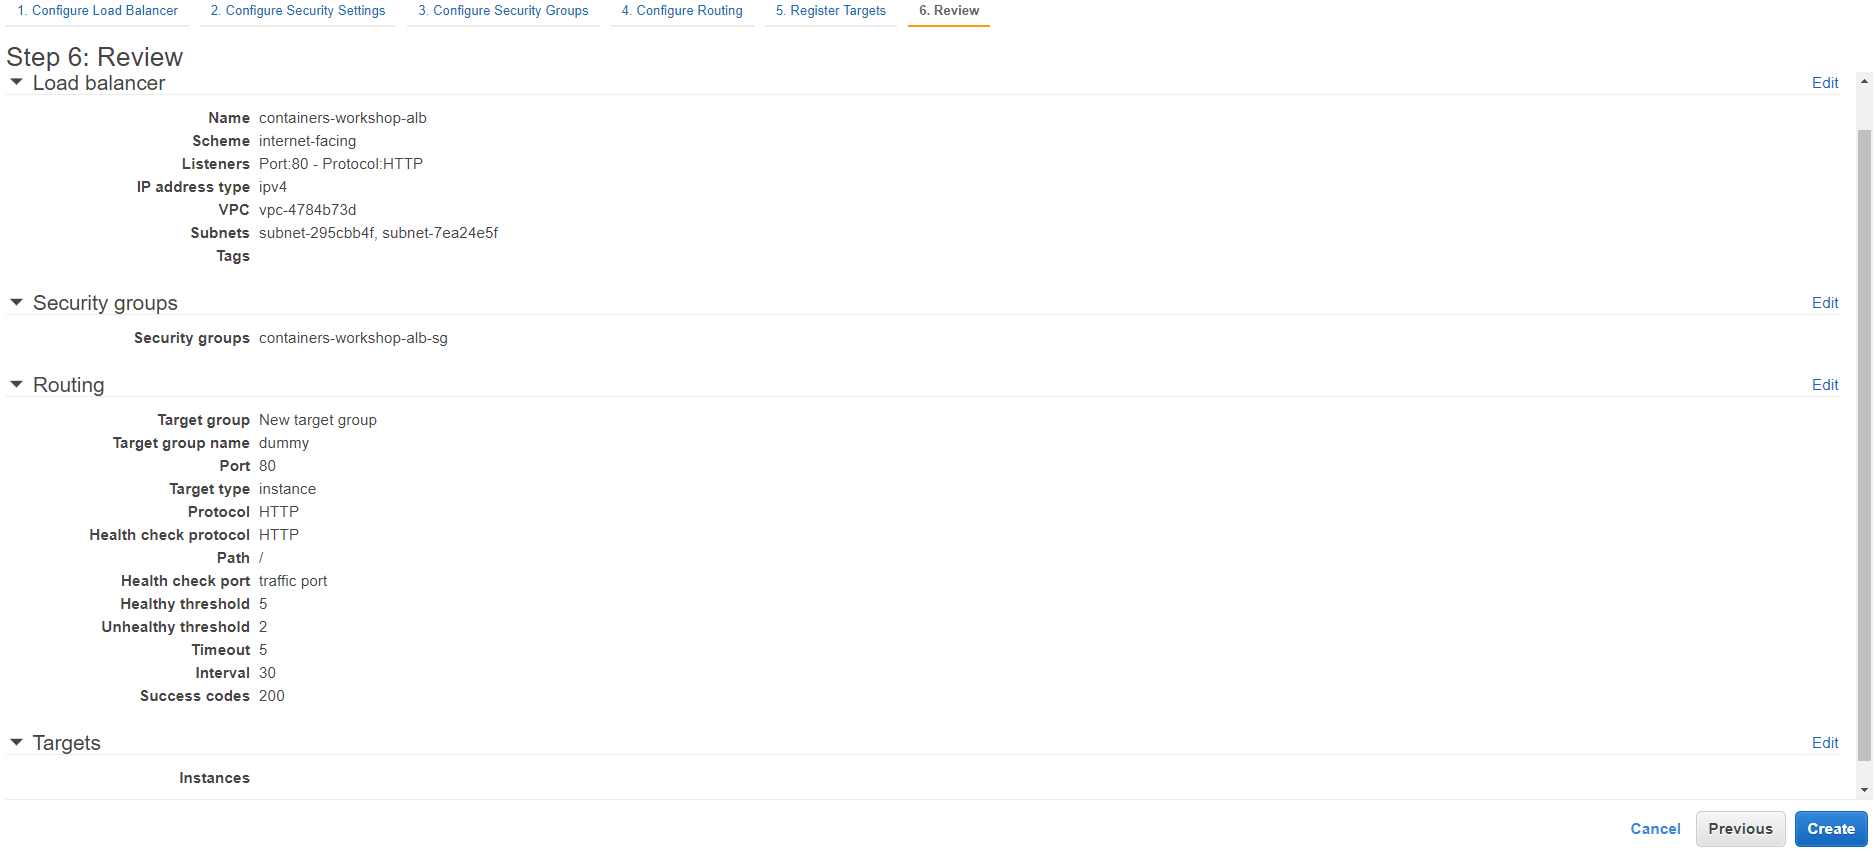 1. Configure Load Balancer 2. Configure Security Settings 3. Configure Security Groups 4. Configure Routing 5. Register Targets 6. Review
Step 6: Review
Load balancer Edit
Name containers-workshop-alb
Scheme internet-facing
Listeners Port:80 - Protocol:HTTP
IP address type ipv4
VPC vpc-4784b73d
Subnets subnet-295cbb4f, subnet-7ea24e5f
Tags
Security groups Edit
Security groups containers-workshop-alb-sg
Routing Edit
Target group New target group
Target group name dummy
Port 80
Target type instance
Protocol HTTP
Health check protocol HTTP
Path /
Health check port traffic port
Healthy threshold 5
Unhealthy threshold 2
Timeout 5
Interval 30
Success codes 200
Targets Edit
Instances
Cancel Previous Create